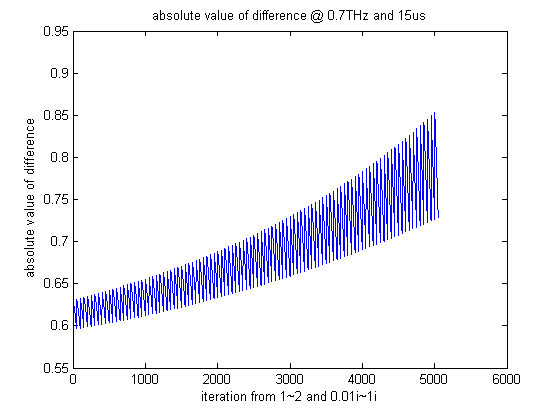 absolute value of difference @ 0.7THz and 15us
0.95
0.9
0.85
0.8
0.75
0.7
0.65
0.6
0.55
absolute value of difference
0 1000 2000 3000 4000 5000 6000
iteration from 1~2 and 0.01i~1i